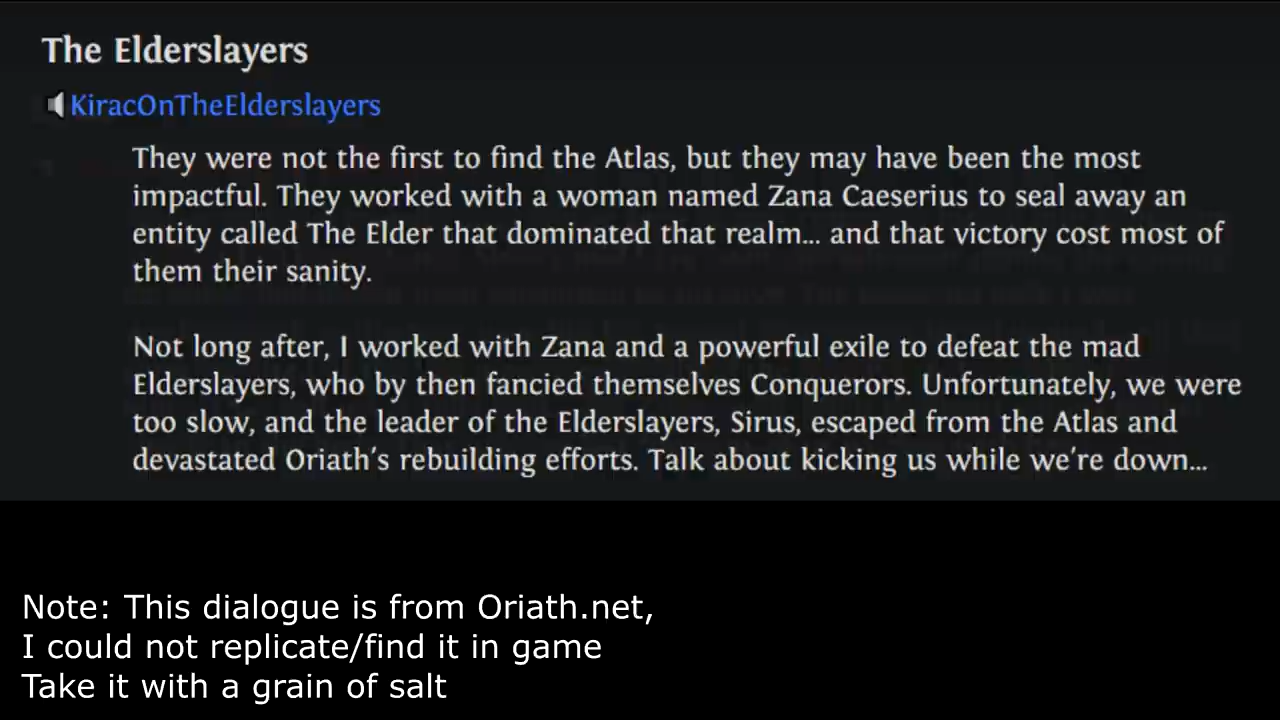 The Elderslayers
KiracOnTheElderslayers
They were not the first to find the Atlas, but they may have been the most
impactful. They worked with a woman named Zana Caeserius to seal away an
entity called The Elder that dominated that realm... and that victory cost most of
them their sanity.
Not long after, I worked with Zana and a powerful exile to defeat the mad
Elderslayers, who by then fancied themselves Conquerors. Unfortunately, we were
too slow, and the leader of the Elderslayers, Sirus, escaped from the Atlas and
devastated Oriath's rebuilding efforts. Talk about kicking us while we're down...
Note: This dialogue is from Oriath.net,
I could not replicate/find it in game
Take it with a grain of salt